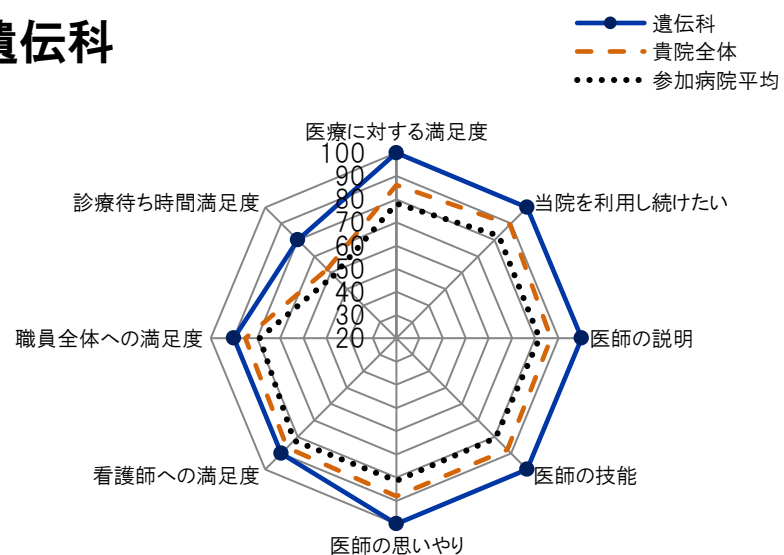 遺伝科
遺伝科
貴院全体
参加病院平均
医療に対する満足度
100
90
80
70
60
50
40
30
20
診療待ち時間満足度
当院を利用し続けたい
職員全体への満足度
医師の説明
看護師への満足度
医師の技能
医師の思いやり